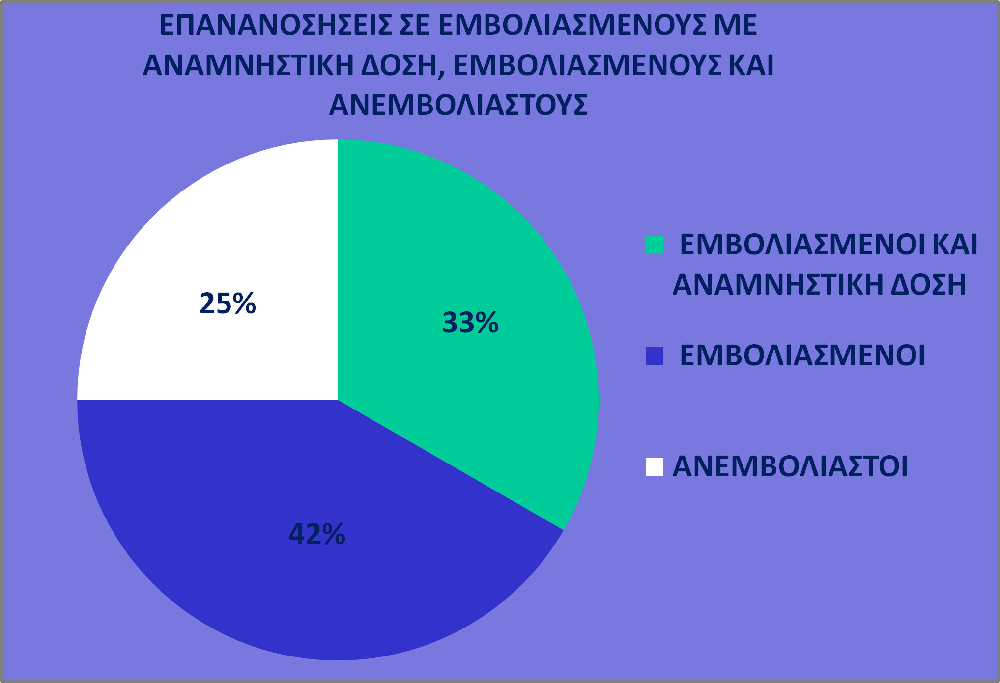 ΕΠΑΝΑΝΟΣΗΣΕΙΣ ΣΕ ΕΜΒΟΛΙΑΣΜΕΝΟΥΣ ΜΕ
ΑΝΑΜΝΗΣΤΙΚΗ ΔΟΣΗ, ΕΜΒΟΛΙΑΣΜΕΝΟΥΣ ΚΑΙ
ΑΝΕΜΒΟΛΙΑΣΤΟΥΣ
25%
33%
42%
ΕΜΒΟΛΙΑΣΜΕΝΟΙ ΚΑΙ
ΑΝΑΜΝΗΣΤΙΚΗ ΔΟΣΗ
ΕΜΒΟΛΙΑΣΜΕΝΟΙ
ΑΝΕΜΒΟΛΙΑΣΤΟΙ